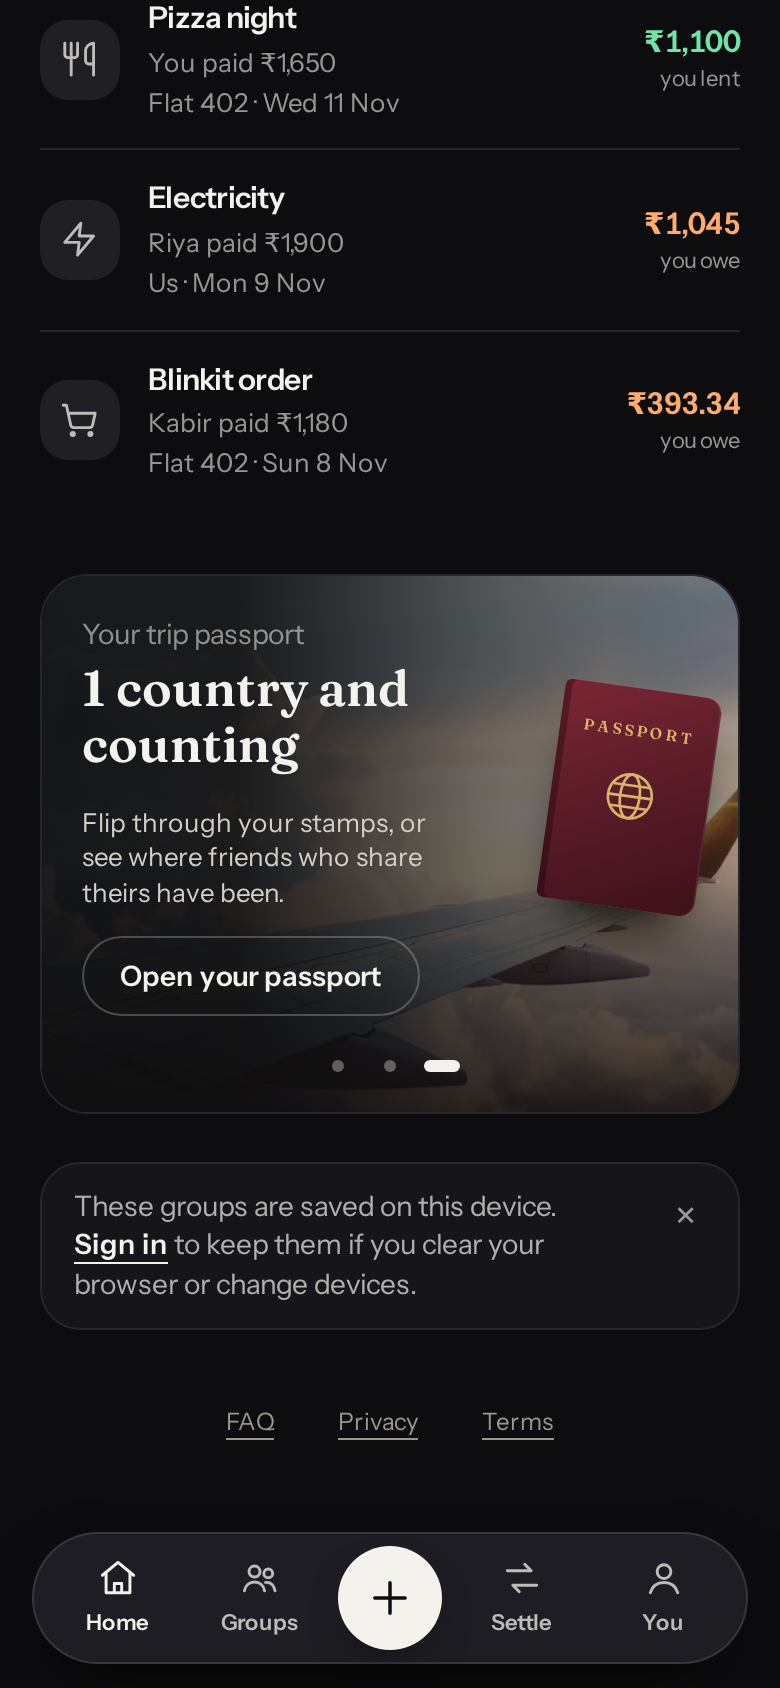 Pizza night
You paid ₹1,650
Flat 402 · Wed 11 Nov
₹1,100
you lent
Electricity
Riya paid ₹1,900
Us · Mon 9 Nov
₹1,045
you owe
Blinkit order
Kabir paid ₹1,180
Flat 402 · Sun 8 Nov
₹393.34
you owe
Your trip passport
1 country and
counting
Flip through your stamps, or
see where friends who share
theirs have been.
Open your passport
PASSPORT
These groups are saved on this device.
Sign in to keep them if you clear your
browser or change devices.
FAQ
Privacy
Terms
Home
Groups
Settle
You